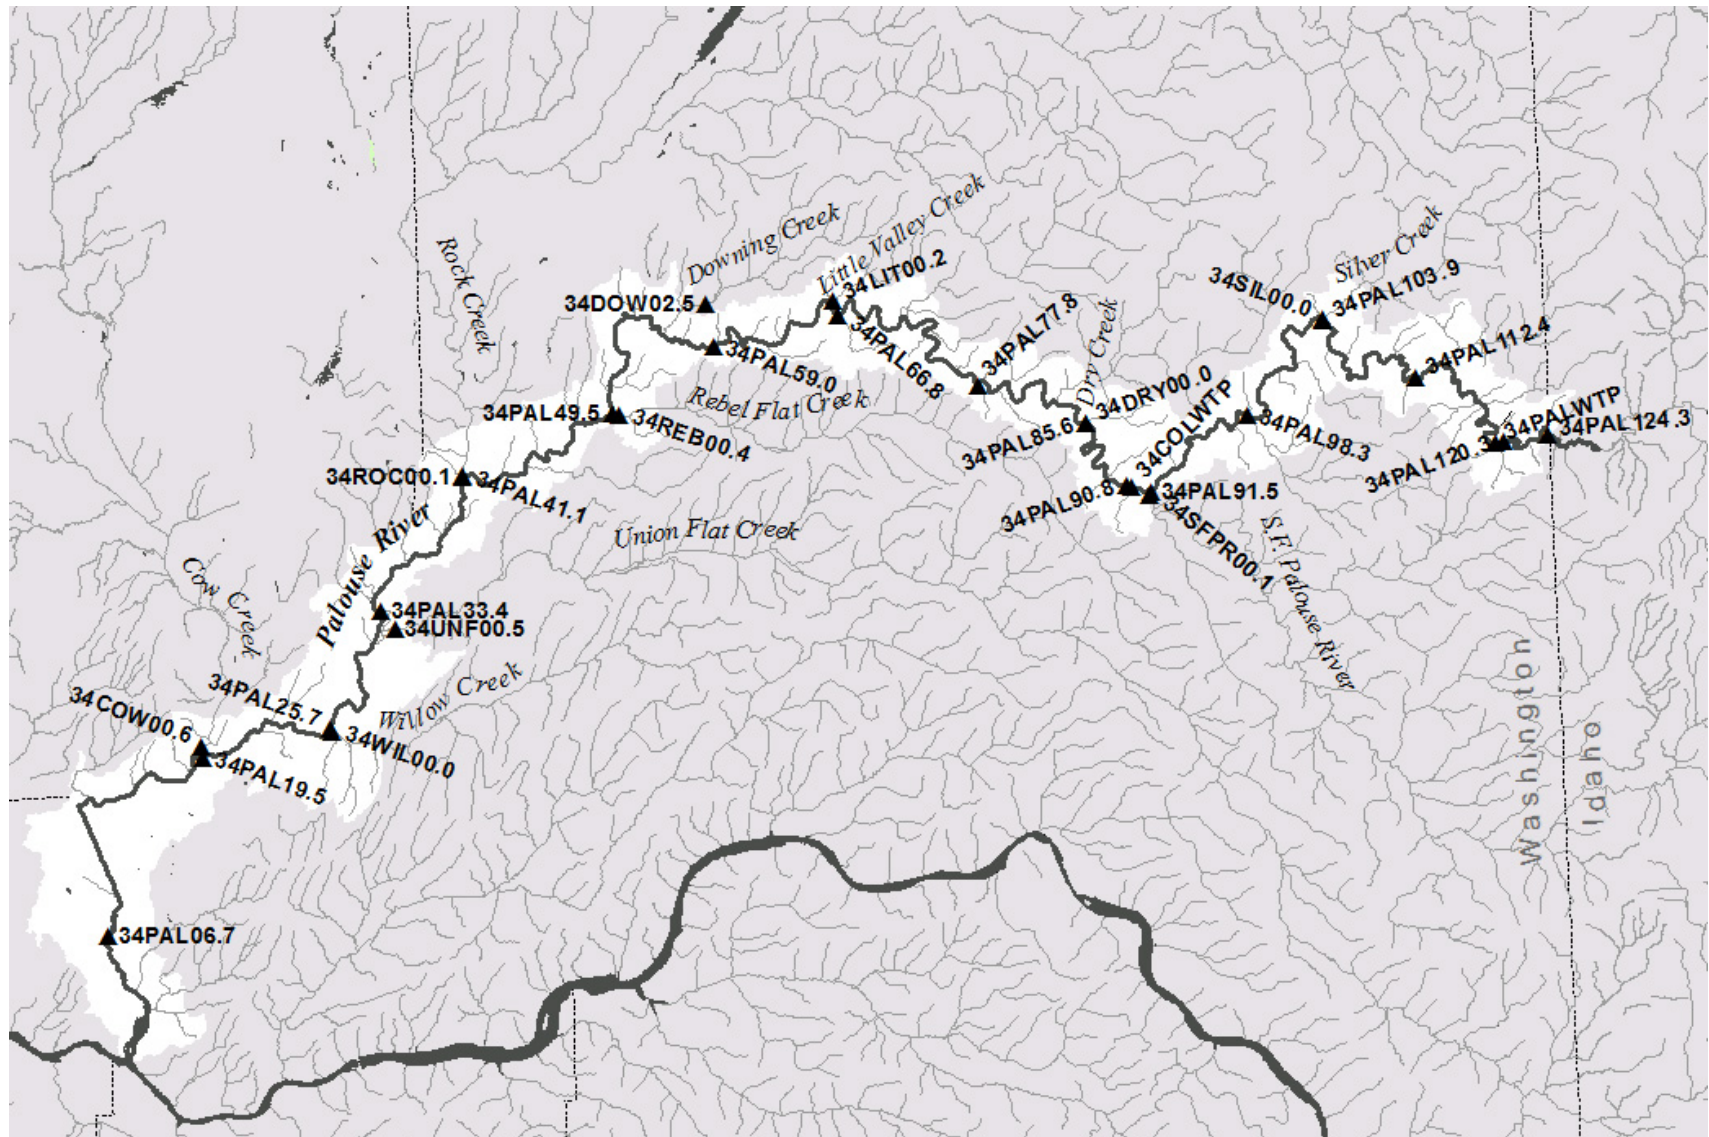 Silver Creek
Little Valley Creek
Downing Creek
Rock Creek
34LIT00.2
34SIL00.0
34PAL103.9
34DOW02.5
34PAL77.8
Dry Creek
34PAL112.4
34PAL59.0
34PAL66.8
Rebel Flat Creek
34DRY00.0
34COLWTP
34PALWTP
34PAL124.3
34PAL49.5
34REB00.4
34PAL85.6
34PAL98.3
34PAL120.3
34ROC00.1
34PAL41.1
34PAL90.8
34PAL91.5
34SFPR00.1
Palouse River
Union Flat Creek
S.F. Palouse River
Cow Creek
34PAL33.4
34UNF00.5
Willow Creek
34PAL25.7
34COW00.6
34WIL00.0
34PAL19.5
Washington
Idaho
34PAL06.7